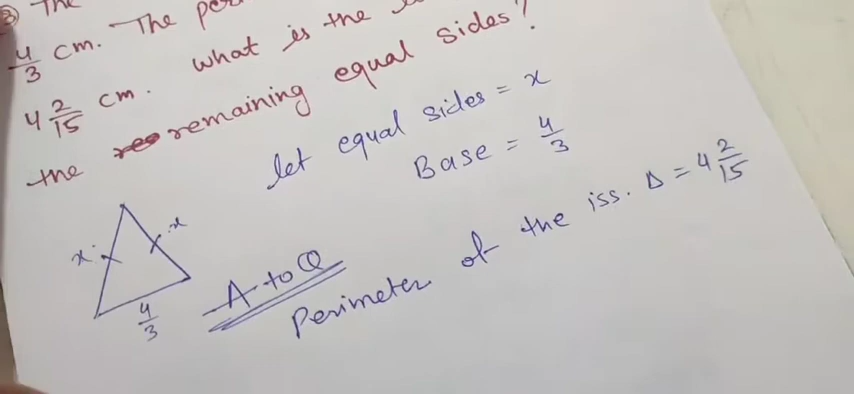 3 The
4/3 cm. The per
4 2/15 cm. What is the
the remaining equal sides?
let equal sides = x
Base = 4/3
x x
4/3
A to Q
Perimeter of the iss. Δ = 4 2/15